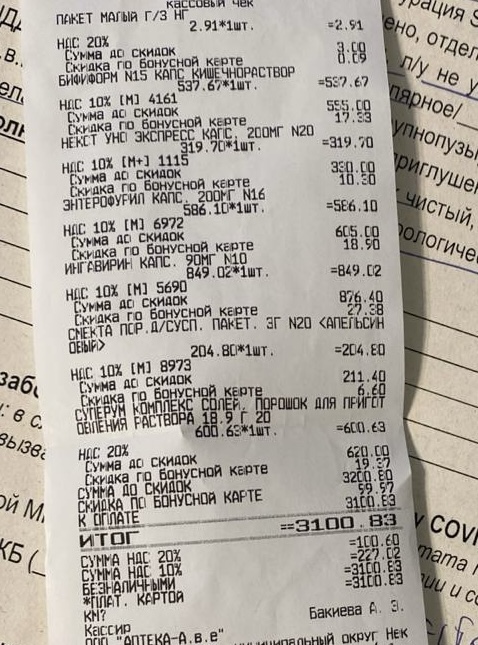 кассовый чек
ПАКЕТ МАЛЫЙ Г/З НГ
2.91*1шт. =2.91
НДС 20%
Сумма до скидок 3.00
Скидка по бонусной карте 0.09
БИФИФОРМ N15 КАПС КИШЕЧНОРАСТВОР
537.67*1шт. =537.67
НДС 10% [М] 4161
Сумма до скидок 555.00
Скидка по бонусной карте 17.33
НЕКСТ УНО ЭКСПРЕСС КАПС. 200МГ N20
319.70*1шт. =319.70
НДС 10% [М+] 1115
Сумма до скидок 330.00
Скидка по бонусной карте 10.30
ЭНТЕРОФУРИЛ КАПС. 200МГ N16
586.10*1шт. =586.10
НДС 10% [М] 6972
Сумма до скидок 605.00
Скидка по бонусной карте 18.90
ИНГАВИРИН КАПС. 90МГ N10
849.02*1шт. =849.02
НДС 10% [М] 5690
Сумма до скидок 876.40
Скидка по бонусной карте 27.38
СМЕКТА ПОР.Д/СУСП. ПАКЕТ. 3Г N20 <АПЕЛЬСИН
ОВЫЙ>
204.80*1шт. =204.80
НДС 10% [М] 8973
Сумма до скидок 211.40
Скидка по бонусной карте 6.60
СУПЕРУМ КОМПЛЕКС СОЛЕЙ, ПОРОШОК ДЛЯ ПРИГОТ
ОВЛЕНИЯ РАСТВОРА 18.9 Г 20
600.63*1шт. =600.63
НДС 20%
Сумма до скидок 620.00
Скидка по бонусной карте 19.37
СУММА ДО СКИДОК 3200.80
СКИДКА ПО БОНУСНОЙ КАРТЕ 99.97
К ОПЛАТЕ 3100.83
ИТОГ =3100.83
СУММА НДС 20% =100.60
СУММА НДС 10% =227.02
БЕЗНАЛИЧНЫМИ =3100.83
*ПЛАТ. КАРТОЙ =3100.83
КМ?
Кассир Бакиева А. З.
ООО "АПТЕКА-А.в.е"
муниципальный округ Нек